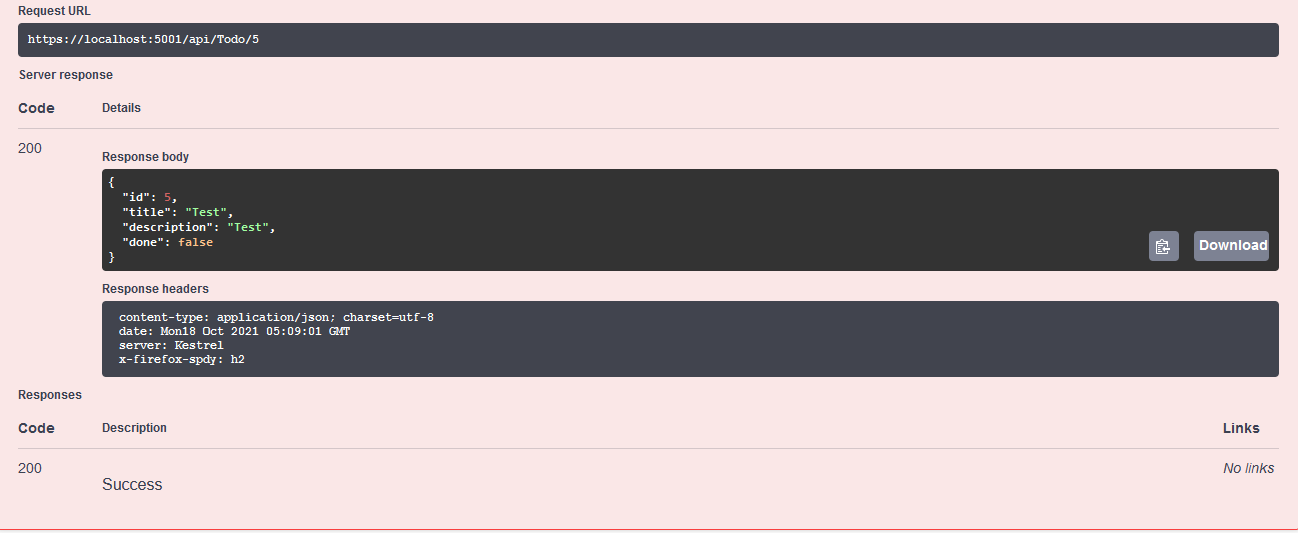 Request URL
https://localhost:5001/api/Todo/5
Server response
Code Details
200
Response body
{
"id": 5,
"title": "Test",
"description": "Test",
"done": false
}
Download
Response headers
content-type: application/json; charset=utf-8
date: Mon18 Oct 2021 05:09:01 GMT
server: Kestrel
x-firefox-spdy: h2
Responses
Code Description Links
200 No links
Success